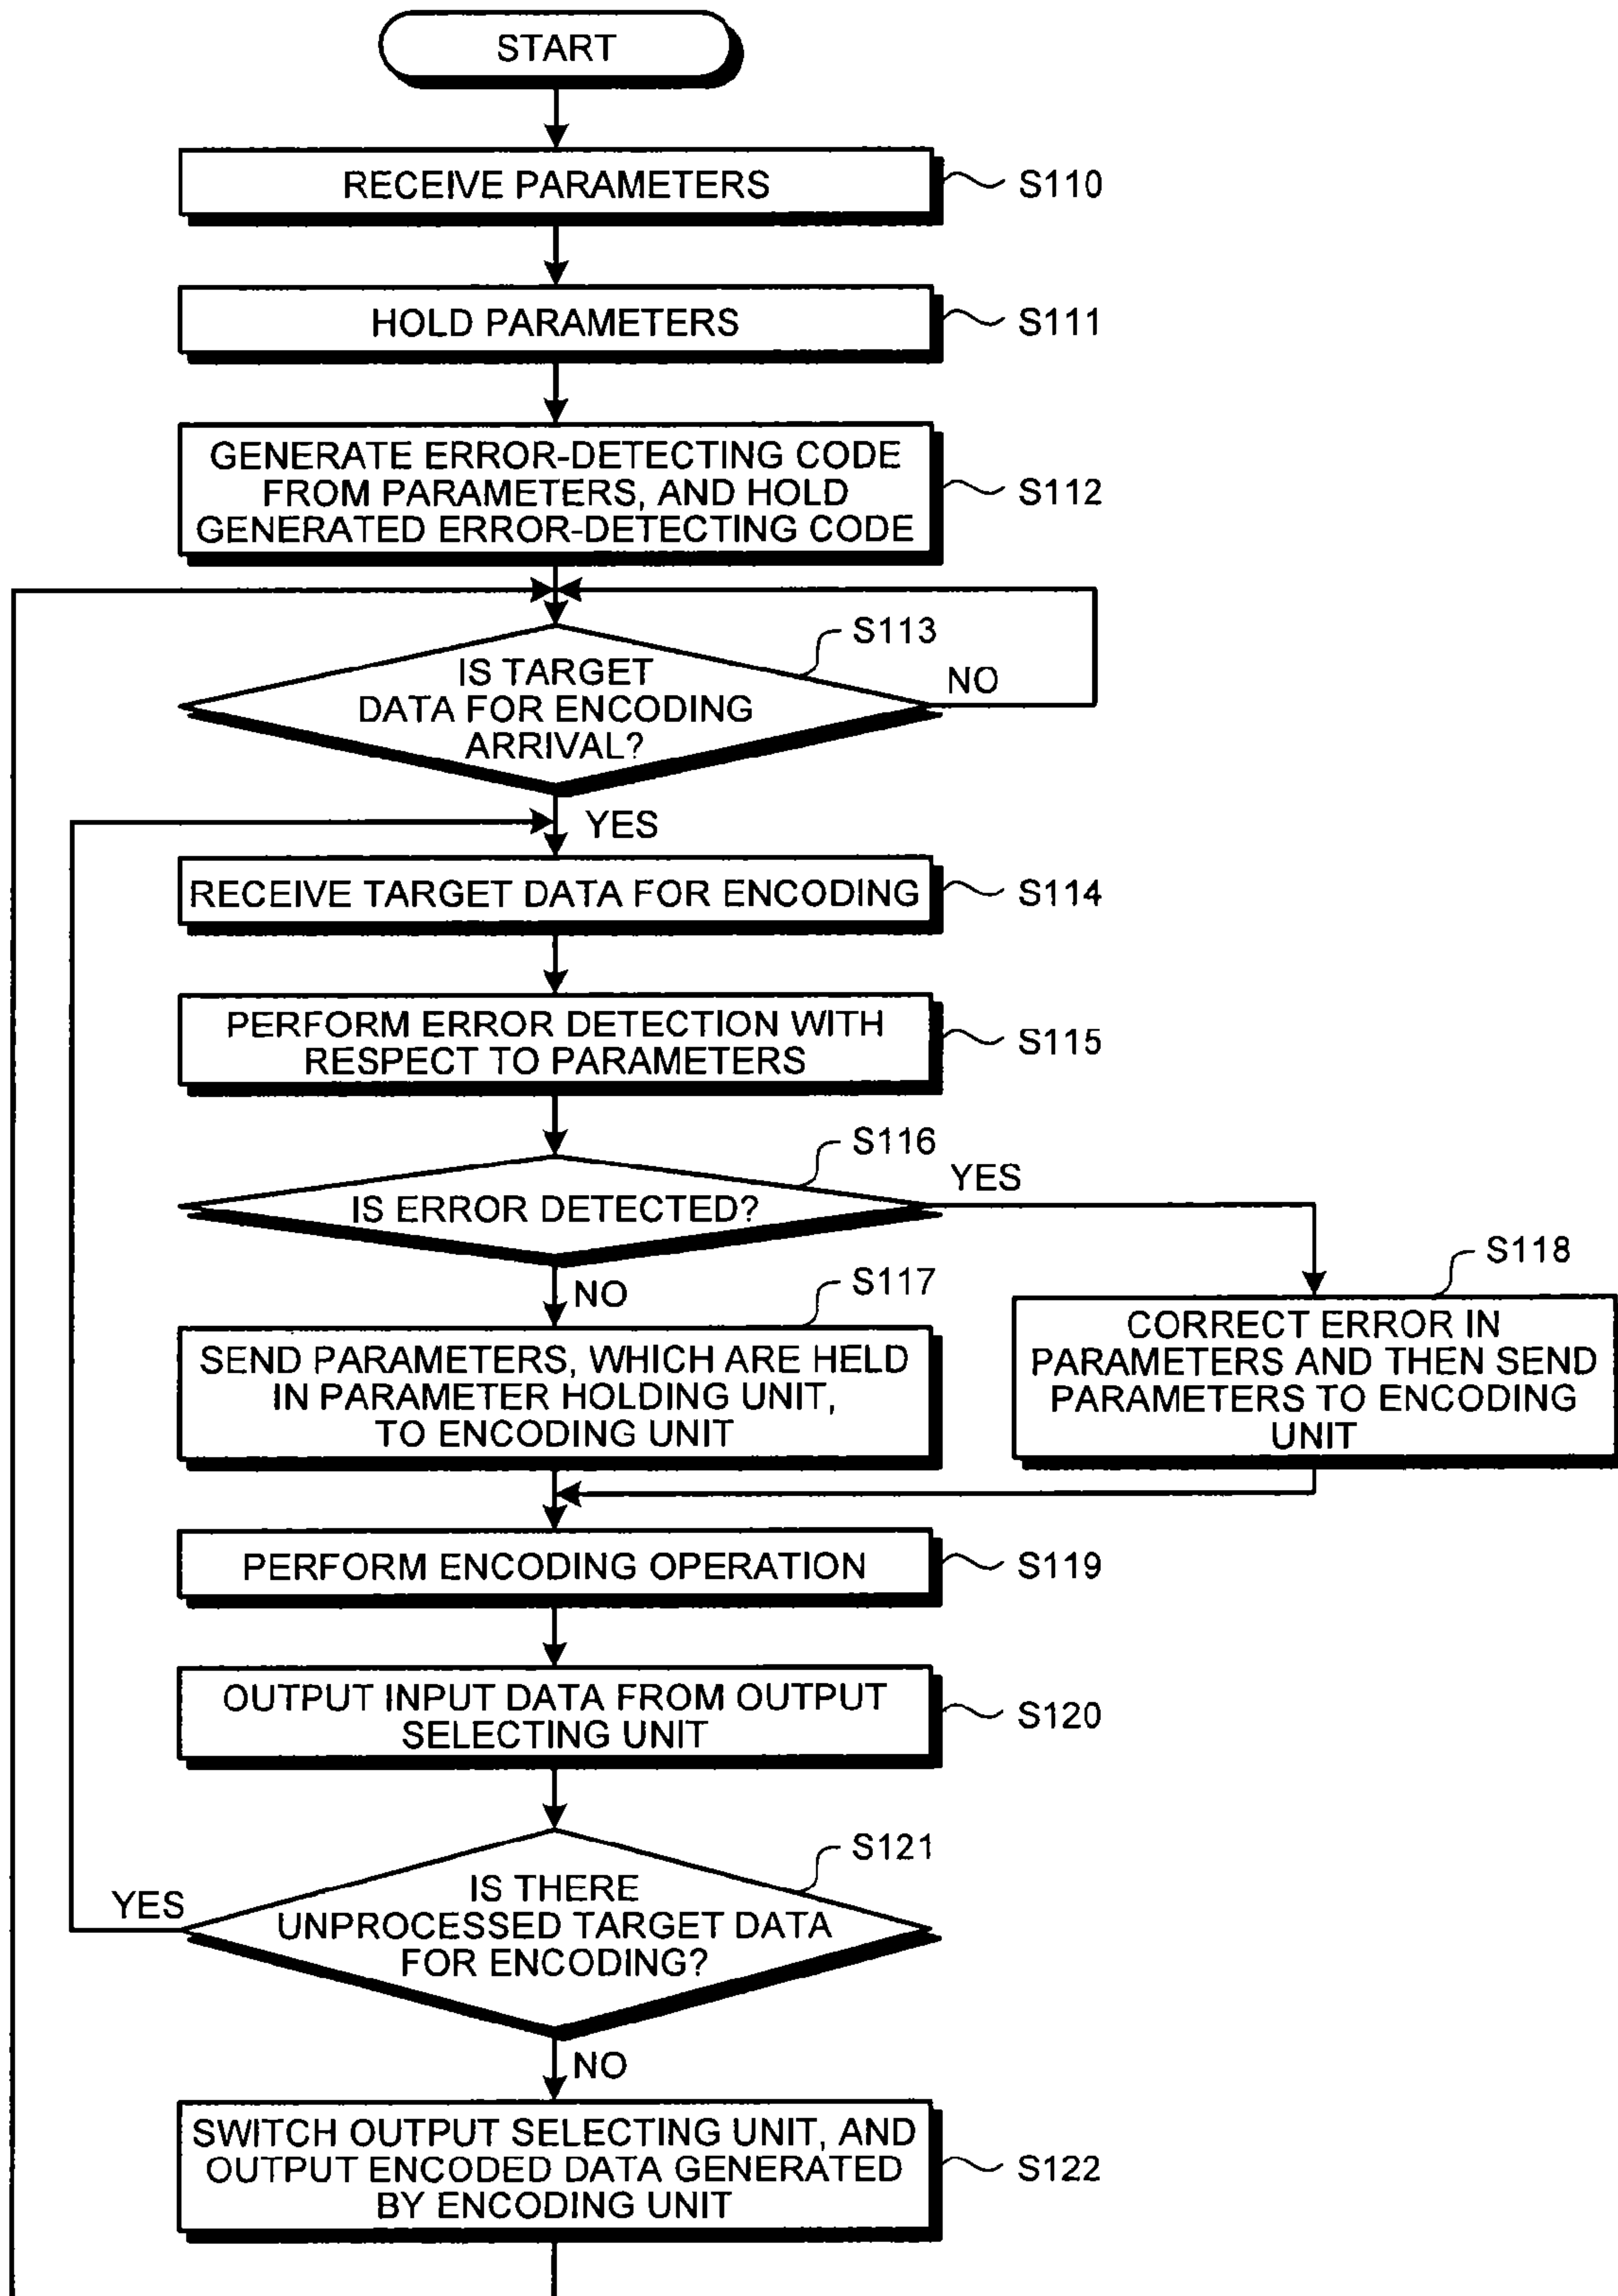 START
RECEIVE PARAMETERS
S110
HOLD PARAMETERS
S111
GENERATE ERROR-DETECTING CODE
FROM PARAMETERS, AND HOLD
GENERATED ERROR-DETECTING CODE
S112
S113
IS TARGET
DATA FOR ENCODING
ARRIVAL?
NO
YES
RECEIVE TARGET DATA FOR ENCODING
S114
PERFORM ERROR DETECTION WITH
RESPECT TO PARAMETERS
S115
S116
IS ERROR DETECTED?
YES
NO
S117
SEND PARAMETERS, WHICH ARE HELD
IN PARAMETER HOLDING UNIT,
TO ENCODING UNIT
S118
CORRECT ERROR IN
PARAMETERS AND THEN SEND
PARAMETERS TO ENCODING
UNIT
PERFORM ENCODING OPERATION
S119
OUTPUT INPUT DATA FROM OUTPUT
SELECTING UNIT
S120
S121
IS THERE
UNPROCESSED TARGET DATA
FOR ENCODING?
YES
NO
SWITCH OUTPUT SELECTING UNIT, AND
OUTPUT ENCODED DATA GENERATED
BY ENCODING UNIT
S122